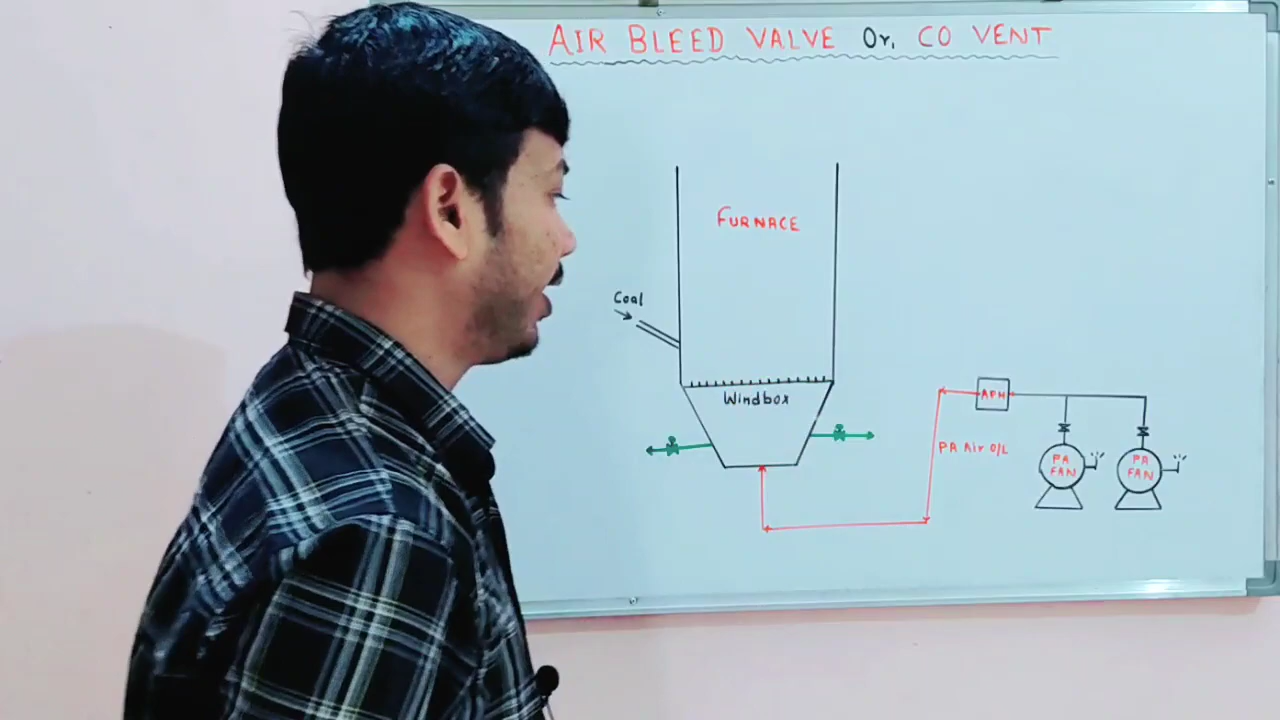 AIR BLEED VALVE Or, CO VENT
FURNACE
Coal
Windbox
APH
PA Air O/L
PA
FAN
PA
FAN